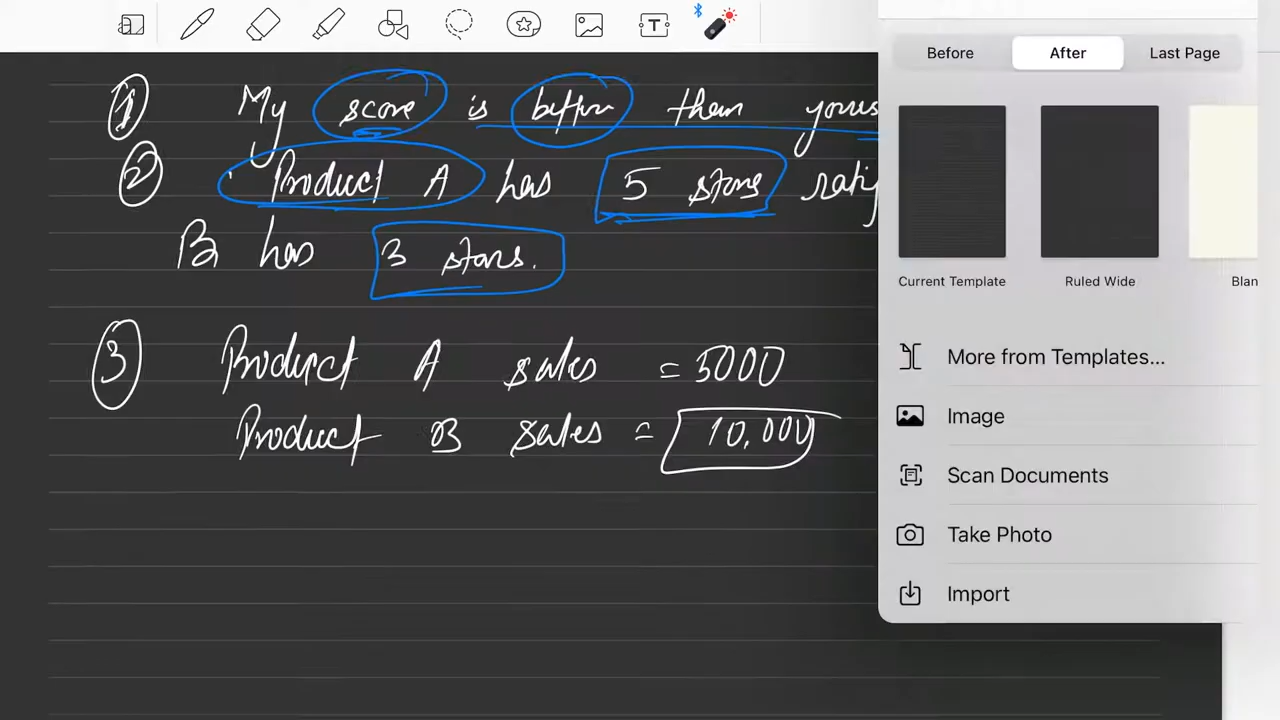 Before After Last Page
① My score is better than yours
② Product A has 5 stars
B has 3 stars.
③ Product A sales = 5000
Product B sales = 10,000
Current Template
Ruled Wide
Blan
More from Templates...
Image
Scan Documents
Take Photo
Import